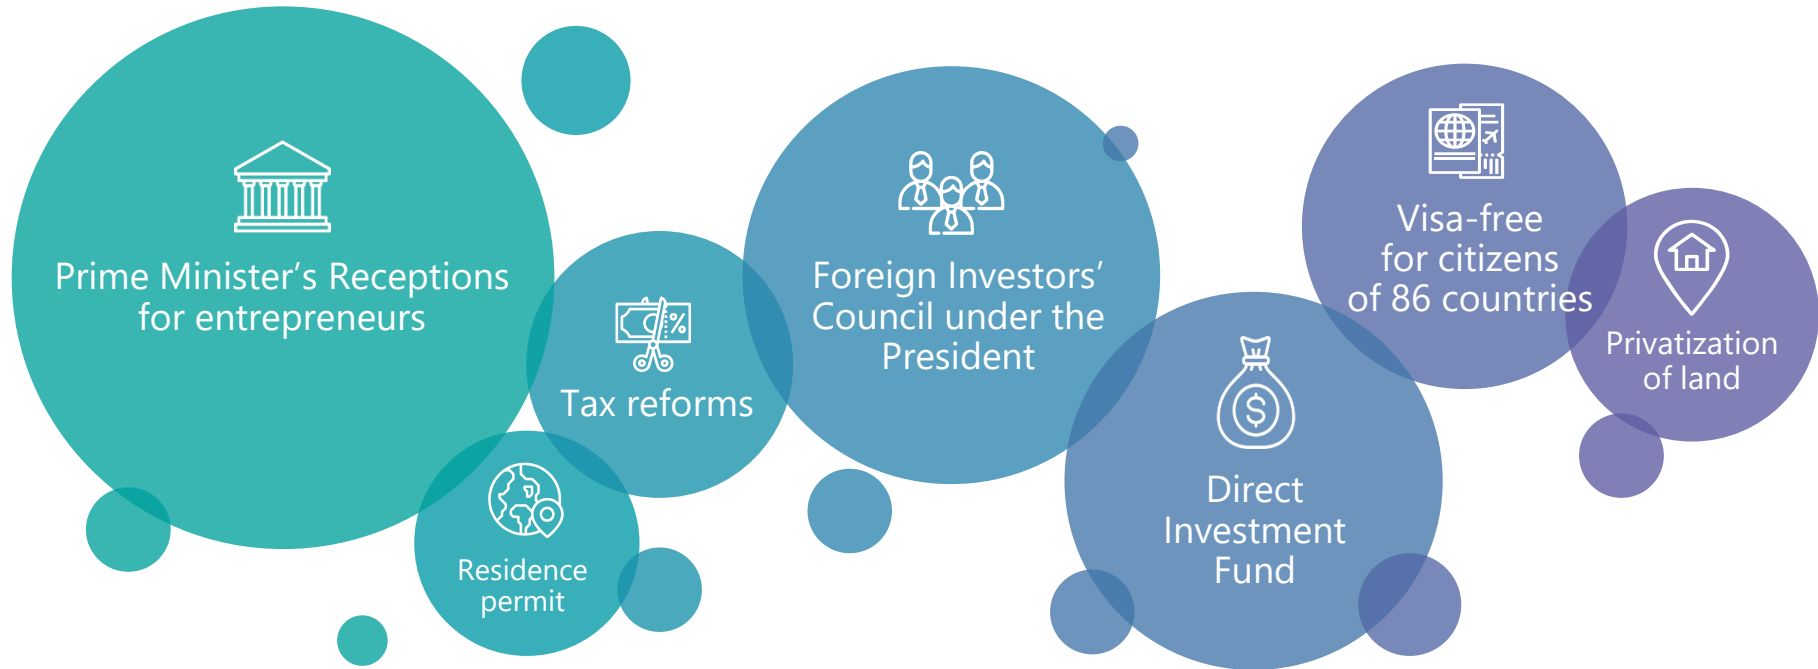 Prime Minister’s Receptions
for entrepreneurs
Residence
permit
Tax reforms
%
Foreign Investors’
Council under the
President
$
Direct
Investment
Fund
Visa-free
for citizens
of 86 countries
Privatization
of land